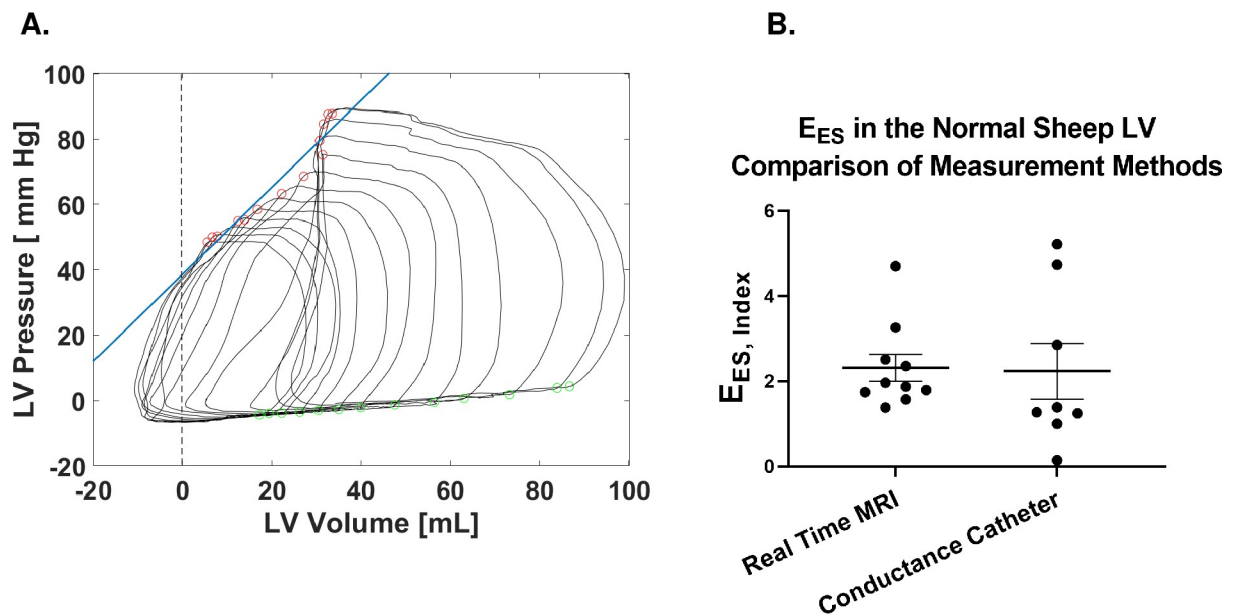 A.
B.
100
80
60
40
20
0
-20
LV Pressure [ mm Hg]
-20 0 20 40 60 80 100
LV Volume [mL]
E_ES in the Normal Sheep LV
Comparison of Measurement Methods
6
4
2
0
E_ES, Index
Real Time MRI
Conductance Catheter